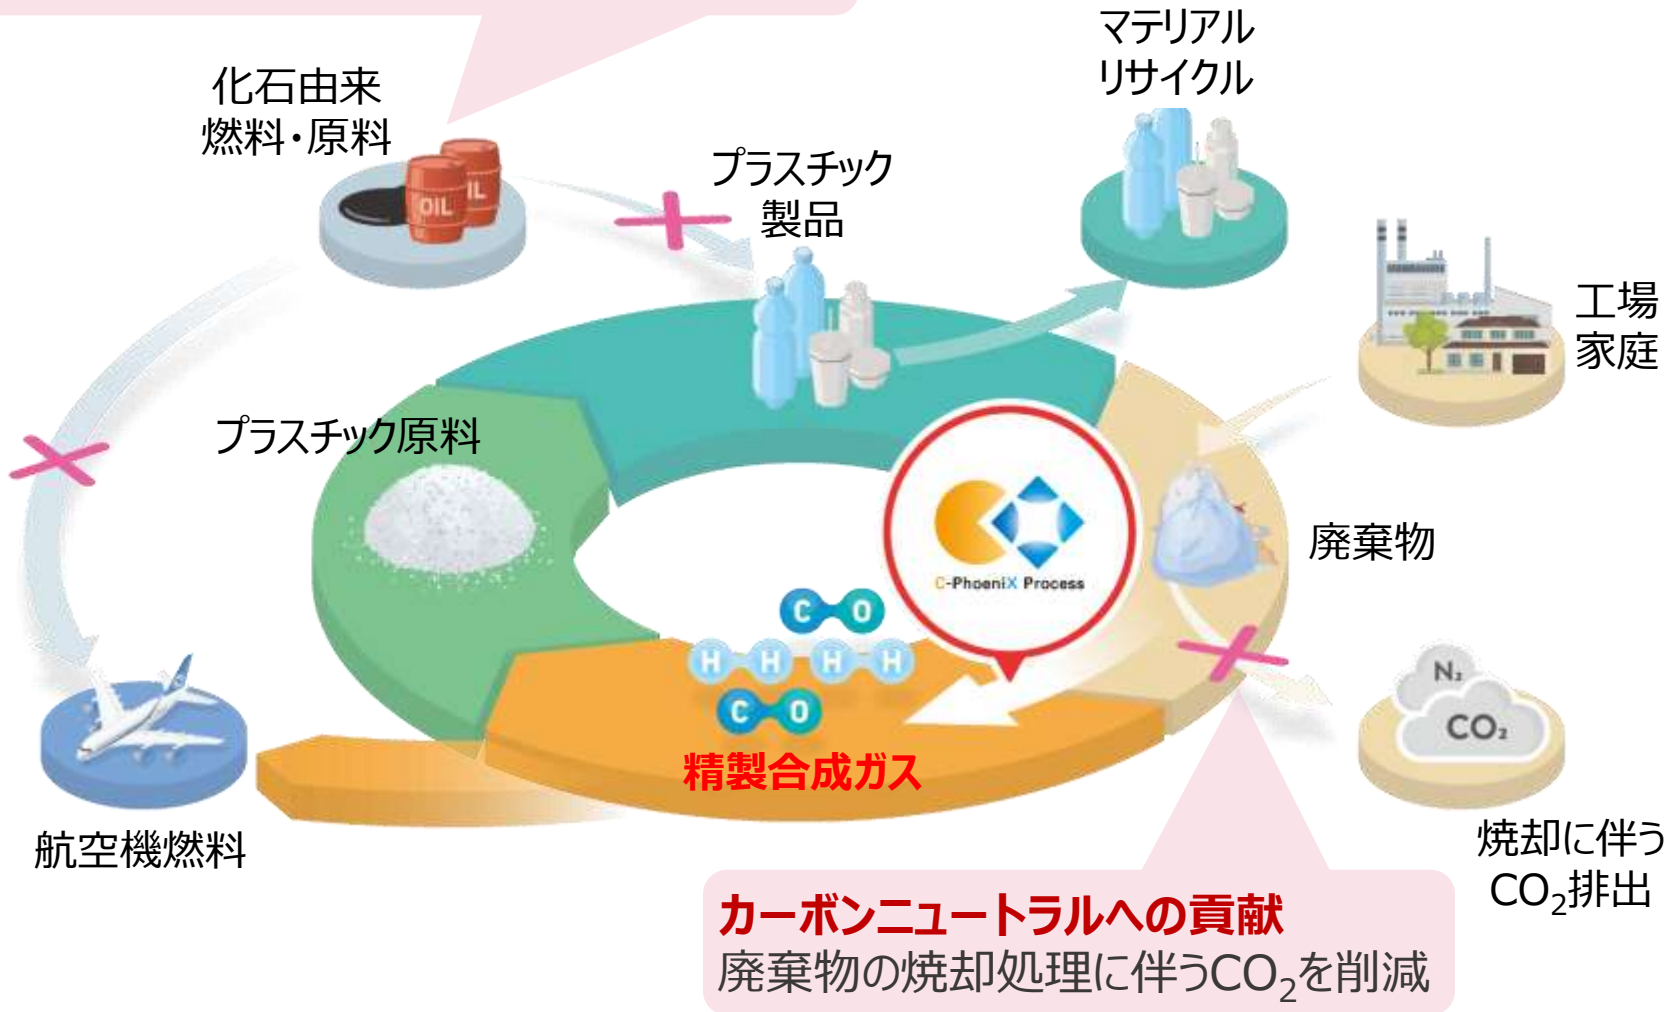 マテリアル
リサイクル
化石由来
燃料・原料
OIL
IL
プラスチック
製品
工場
家庭
プラスチック原料
C-PhoeniX Process
廃棄物
C O
H H H H
C O
精製合成ガス
N₂
CO₂
航空機燃料
焼却に伴う
CO₂排出
カーボンニュートラルへの貢献
廃棄物の焼却処理に伴うCO₂を削減